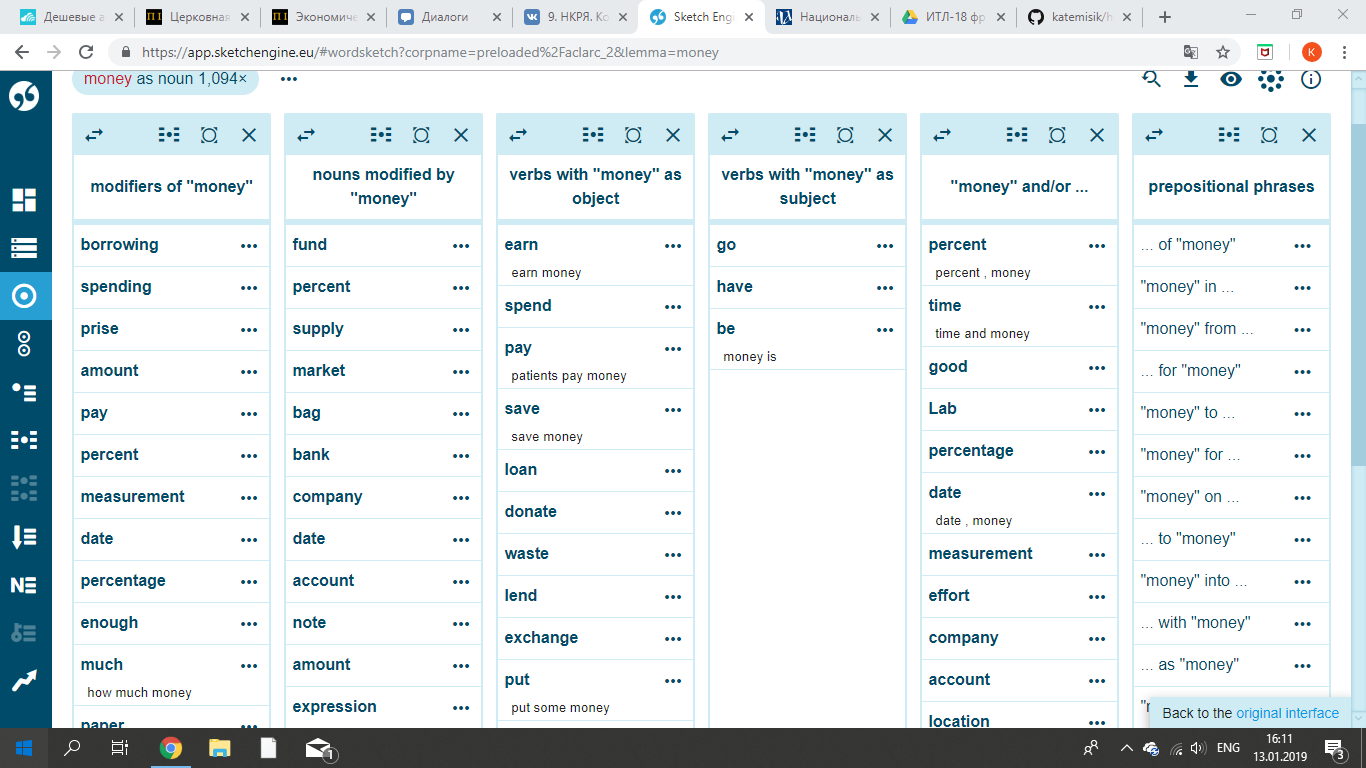 Дешевые а
Церковная
Экономиче
Диалоги
9. НКРЯ. Ко
Sketch Eng
Националь
ИТЛ-18 фр
katemisik/h
https://app.sketchengine.eu/#wordsketch?corpname=preloaded%2Faclarc_2&lemma=money
K
money as noun 1,094×
modifiers of "money"
borrowing
spending
prise
amount
pay
percent
measurement
date
percentage
enough
much
how much money
paper
nouns modified by
"money"
fund
percent
supply
market
bag
bank
company
date
account
note
amount
expression
verbs with "money" as
object
earn
earn money
spend
pay
patients pay money
save
save money
loan
donate
waste
lend
exchange
put
put some money
verbs with "money" as
subject
go
have
be
money is
"money" and/or ...
percent
percent , money
time
time and money
good
Lab
percentage
date
date , money
measurement
effort
company
account
location
prepositional phrases
... of "money"
"money" in ...
"money" from ...
... for "money"
"money" to ...
"money" for ...
"money" on ...
... to "money"
"money" into ...
... with "money"
... as "money"
Back to the original interface
1
ENG
16:11
13.01.2019
3